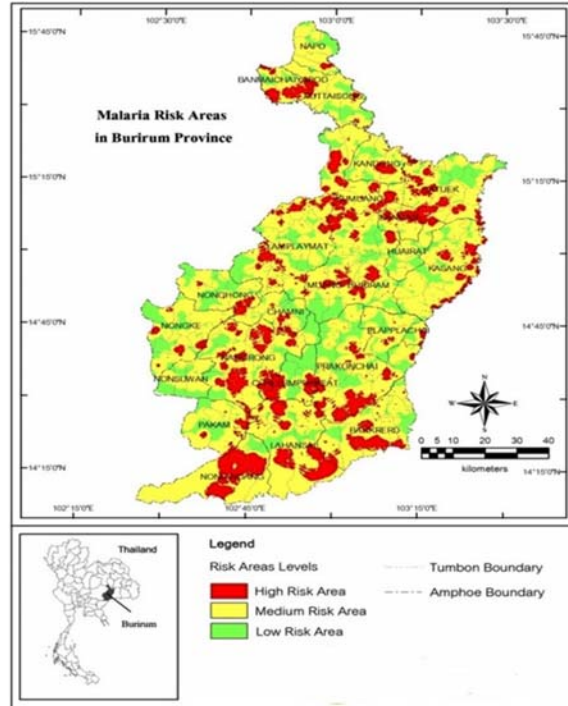 102°30'0"E
103°0'0"E
103°30'0"E
15°45'0"N
15°45'0"N
NAPO
Malaria Risk Areas
in Burirum Province
15°15'0"N
15°15'0"N
HUAIRAT
LAMPLAYMAT
NONGHONG
CHAMNI
14°45'0"N
14°45'0"N
NONGKE
PLAPPLACHAI
PRAKONCHAI
NONSUWAN
PAKAM
LAHANSAI
N
W
E
S
0 5 10 20 30 40
kilometers
14°15'0"N
14°15'0"N
102°15'0"E
102°45'0"E
103°15'0"E
Thailand
Burirum
Legend
Risk Areas Levels
High Risk Area
Medium Risk Area
Low Risk Area
Tumbon Boundary
Amphoe Boundary